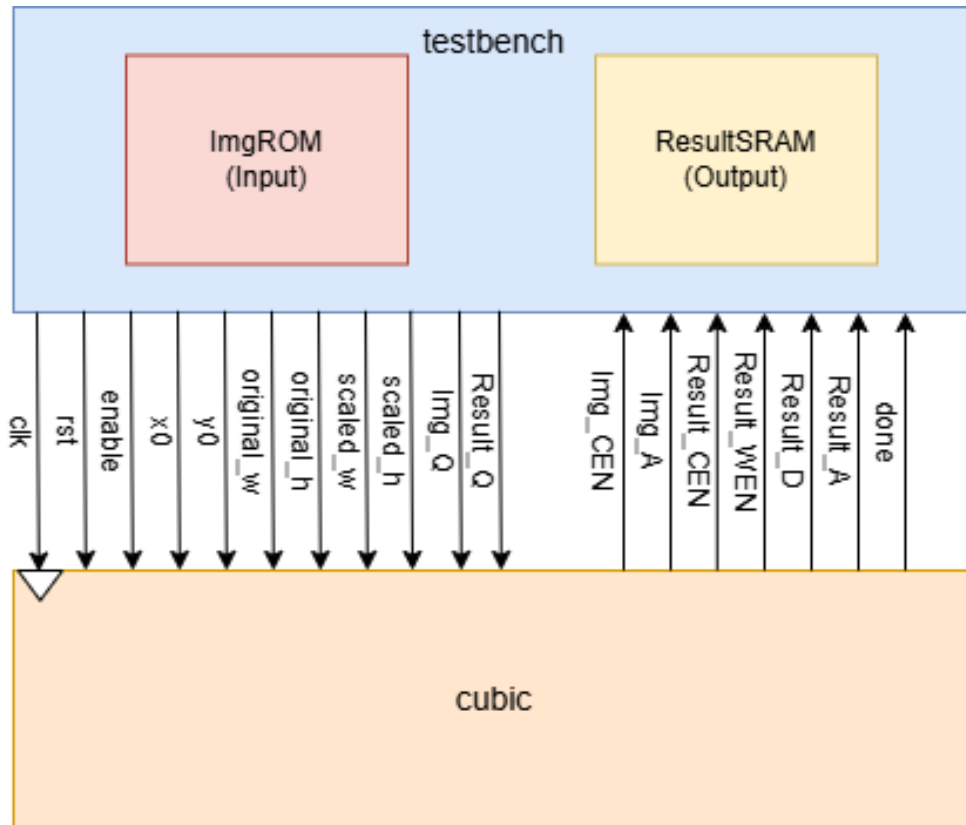 testbench
ImgROM
(Input)
ResultSRAM
(Output)
clk
rst
enable
x0
y0
original_w
original_h
scaled_w
scaled_h
Img_Q
Result_Q
Img_CEN
Img_A
Result_CEN
Result_WEN
Result_D
Result_A
done
cubic